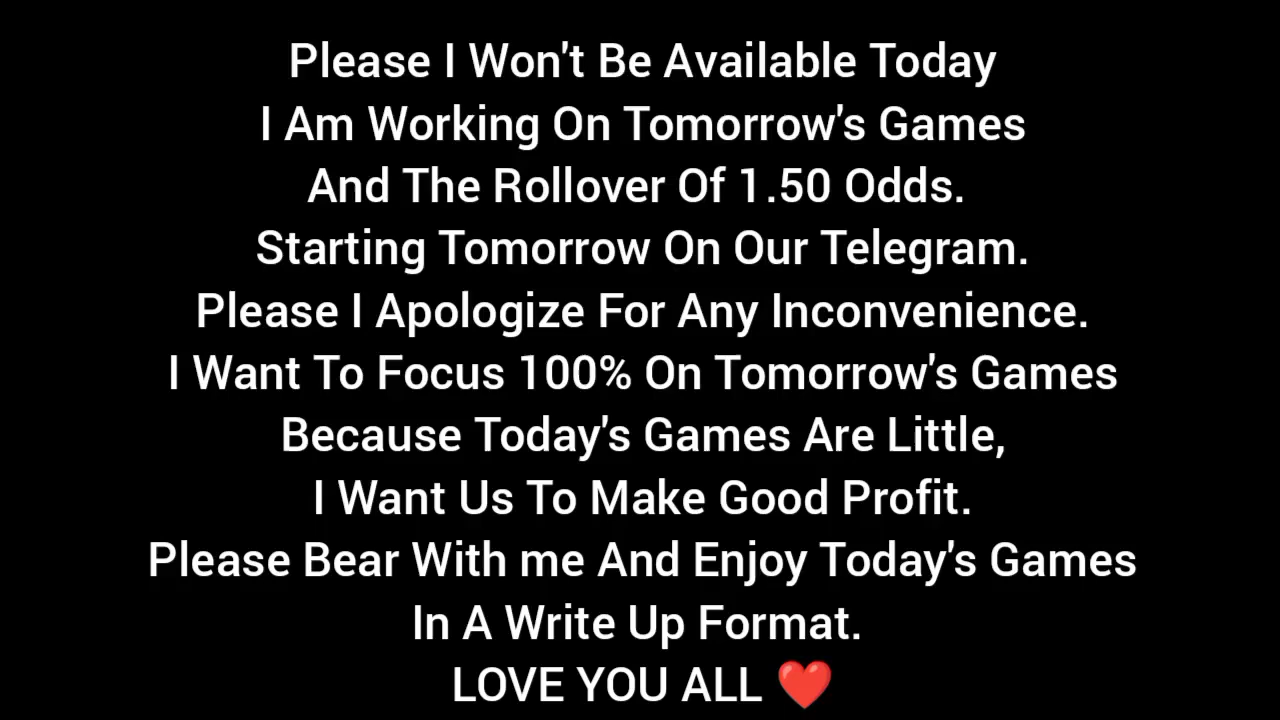 Please I Won't Be Available Today
I Am Working On Tomorrow's Games
And The Rollover Of 1.50 Odds.
Starting Tomorrow On Our Telegram.
Please I Apologize For Any Inconvenience.
I Want To Focus 100% On Tomorrow's Games
Because Today's Games Are Little,
I Want Us To Make Good Profit.
Please Bear With me And Enjoy Today's Games
In A Write Up Format.
LOVE YOU ALL ❤️